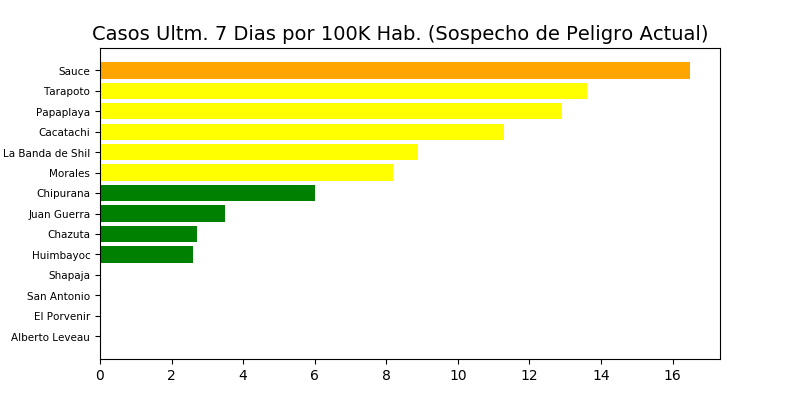 Casos Ultm. 7 Dias por 100K Hab. (Sospecho de Peligro Actual)
Sauce
Tarapoto
Papaplaya
Cacatachi
La Banda de Shil
Morales
Chipurana
Juan Guerra
Chazuta
Huimbayoc
Shapaja
San Antonio
El Porvenir
Alberto Leveau
0 2 4 6 8 10 12 14 16